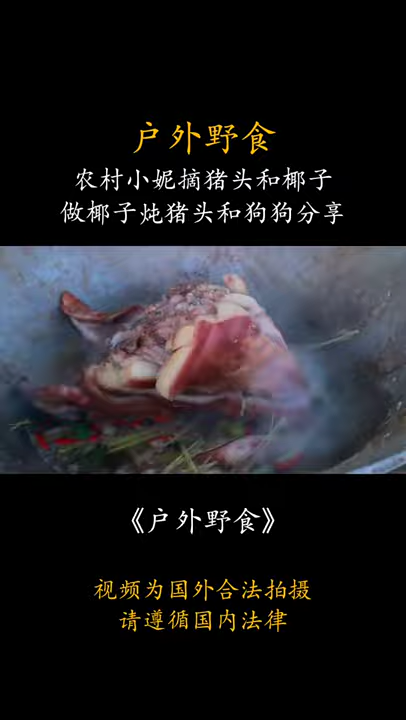 户外野食
农村小妮摘猪头和椰子
做椰子炖猪头和狗狗分享
《户外野食》
视频为国外合法拍摄
请遵循国内法律